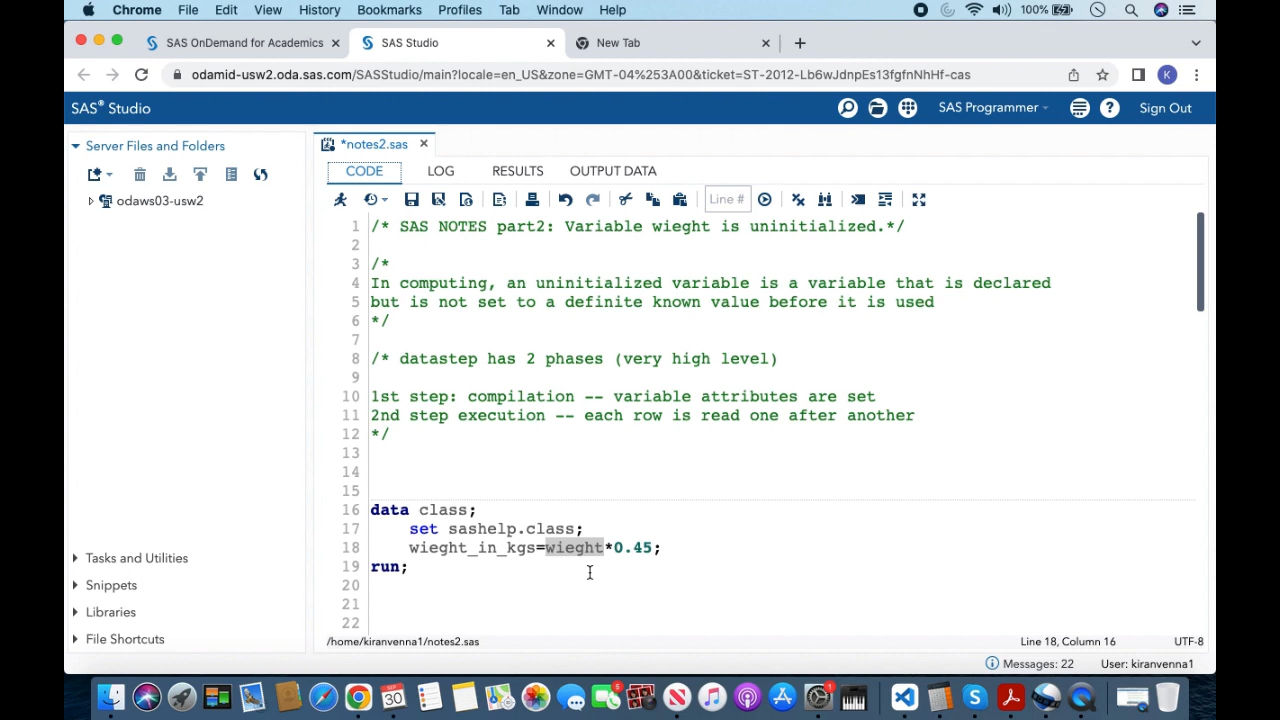 Chrome File Edit View History Bookmarks Profiles Tab Window Help 100%
SAS OnDemand for Academics SAS Studio New Tab
odamid-usw2.oda.sas.com/SASStudio/main?locale=en_US&zone=GMT-04%253A00&ticket=ST-2012-Lb6wJdnpEs13fgfnNhHf-cas K
SAS® Studio SAS Programmer Sign Out
Server Files and Folders
odaws03-usw2
Tasks and Utilities
Snippets
Libraries
File Shortcuts
*notes2.sas
CODE LOG RESULTS OUTPUT DATA
Line #
1 /* SAS NOTES part2: Variable wieght is uninitialized.*/
2
3 /*
4 In computing, an uninitialized variable is a variable that is declared
5 but is not set to a definite known value before it is used
6 */
7
8 /* datastep has 2 phases (very high level)
9
10 1st step: compilation -- variable attributes are set
11 2nd step execution -- each row is read one after another
12 */
13
14
15
16 data class;
17 set sashelp.class;
18 wieght_in_kgs=wieght*0.45;
19 run;
20
21
22
/home/kiranvenna1/notes2.sas Line 18, Column 16 UTF-8
Messages: 22 User: kiranvenna1
30
5
1